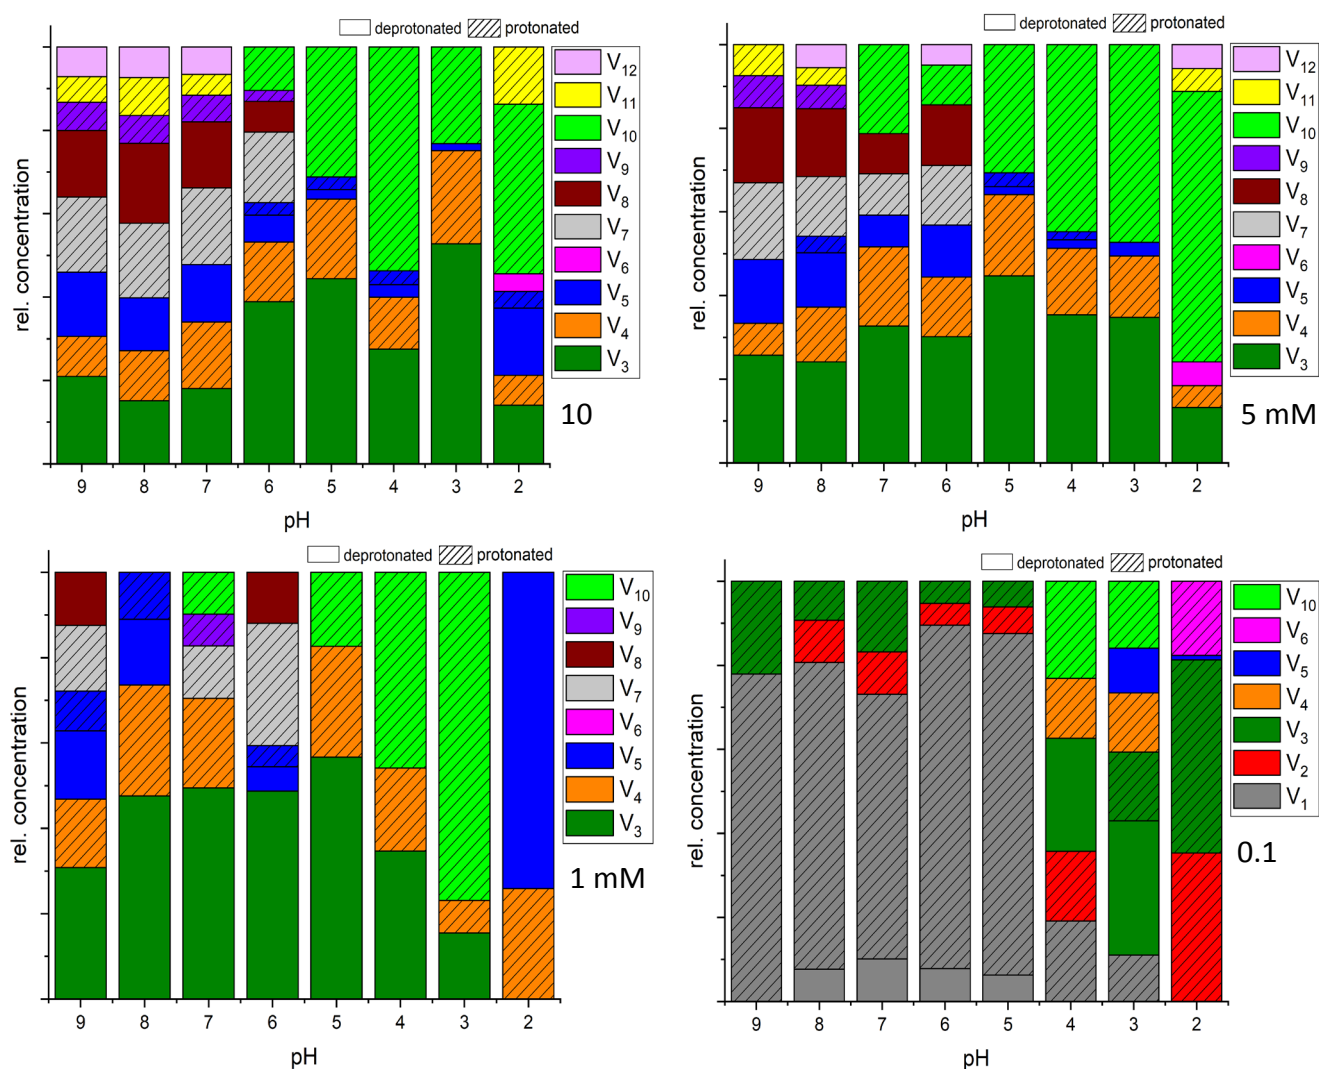 deprotonated protonated
rel. concentration
V12
V11
V10
V9
V8
V7
V6
V5
V4
V3
10
9 8 7 6 5 4 3 2
pH
deprotonated protonated
rel. concentration
V12
V11
V10
V9
V8
V7
V6
V5
V4
V3
5 mM
9 8 7 6 5 4 3 2
pH
deprotonated protonated
rel. concentration
V10
V9
V8
V7
V6
V5
V4
V3
1 mM
9 8 7 6 5 4 3 2
pH
deprotonated protonated
rel. concentration
V10
V6
V5
V4
V3
V2
V1
0.1
9 8 7 6 5 4 3 2
pH